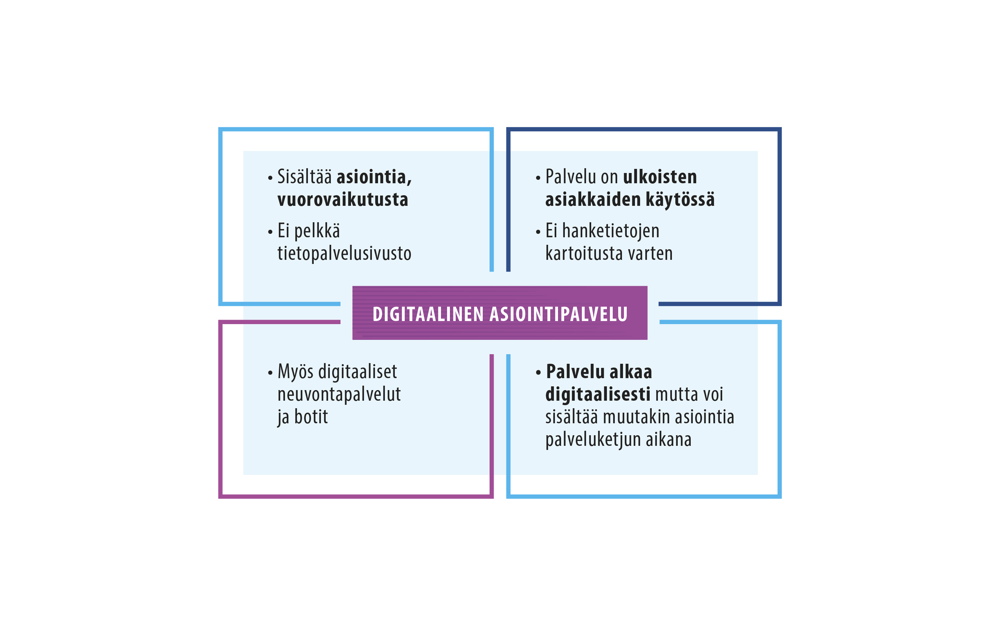 • Sisältää asiointia,
vuorovaikutusta
• Ei pelkkä
tietopalvelusivusto
• Palvelu on ulkoisten
asiakkaiden käytössä
• Ei hanketietojen
kartoitusta varten
DIGITAALINEN ASIOINTIPALVELU
• Myös digitaaliset
neuvontapalvelut
ja botit
• Palvelu alkaa
digitaalisesti mutta voi
sisältää muutakin asiointia
palveluketjun aikana